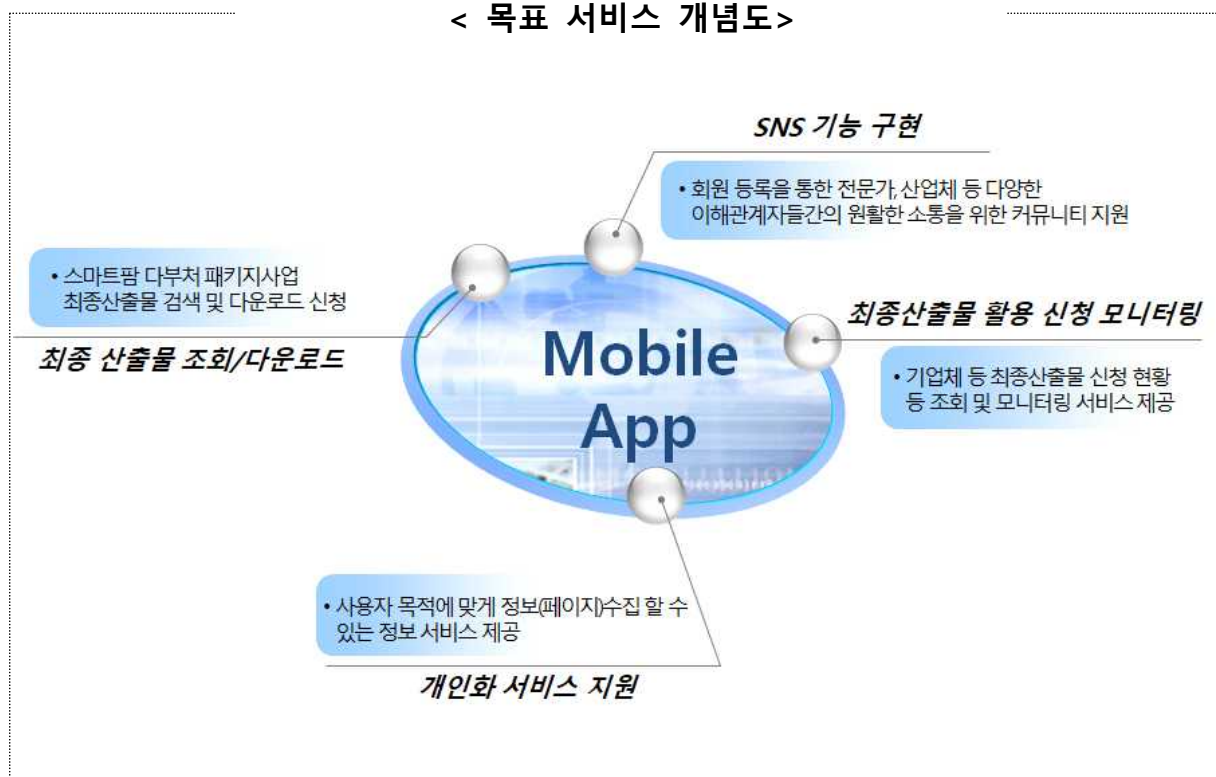 < 목표 서비스 개념도>
SNS 기능 구현
• 회원 등록을 통한 전문가, 산업체 등 다양한
이해관계자들간의 원활한 소통을 위한 커뮤니티 지원
• 스마트팜 다부처 패키지사업
최종산출물 검색 및 다운로드 신청
최종 산출물 조회/다운로드
최종산출물 활용 신청 모니터링
• 기업체 등 최종산출물 신청 현황
등 조회 및 모니터링 서비스 제공
Mobile
App
• 사용자 목적에 맞게 정보(페이지)수집 할 수
있는 정보 서비스 제공
개인화 서비스 지원